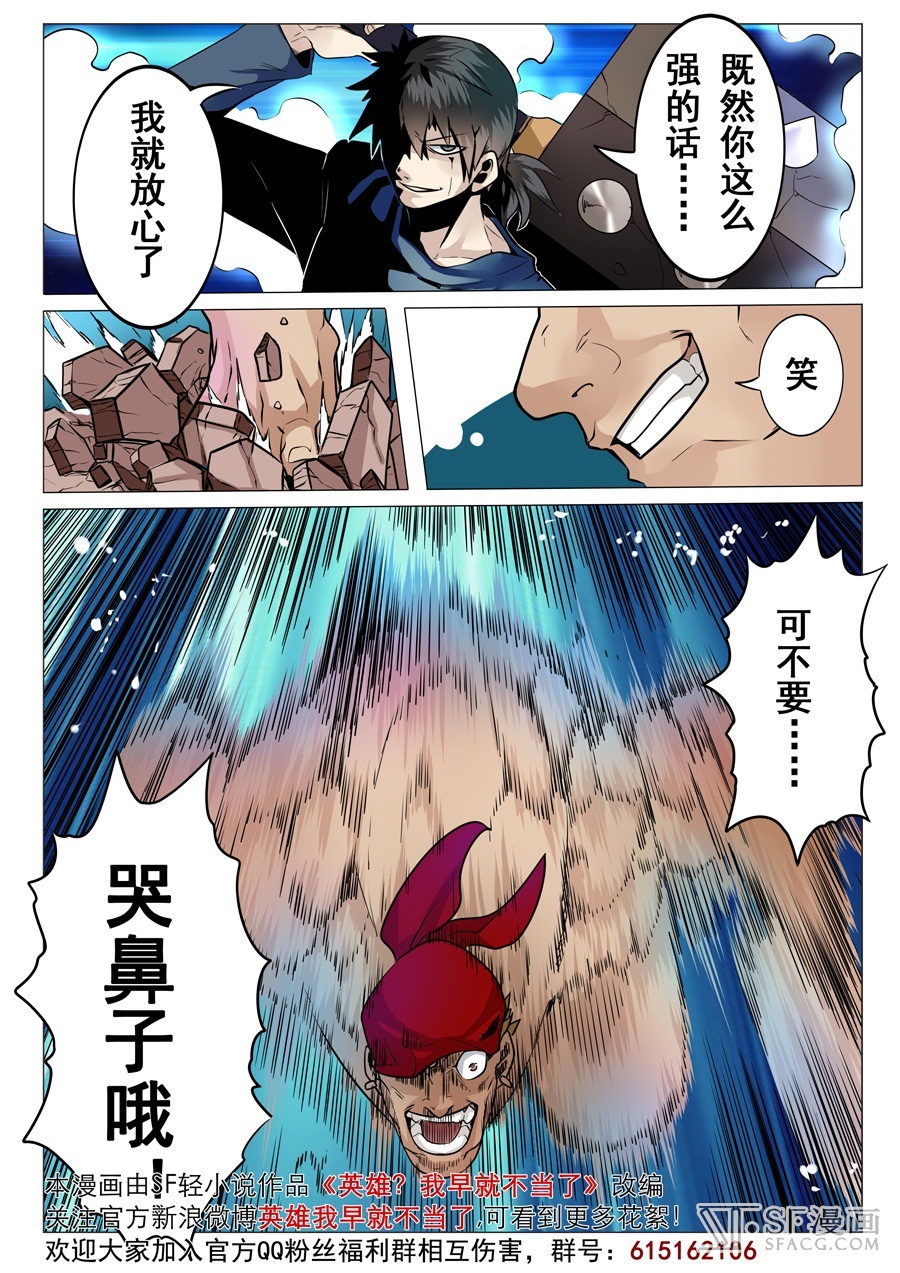 既然你这么
强的话……
我就放心了
笑
可不要……
哭鼻子哦！
本漫画由SF轻小说作品《英雄？我早就不当了》改编
关注官方新浪微博英雄我早就不当了,可看到更多花絮！
欢迎大家加入官方QQ粉丝福利群相互伤害，群号：615162106
SF漫画
SFACG.COM